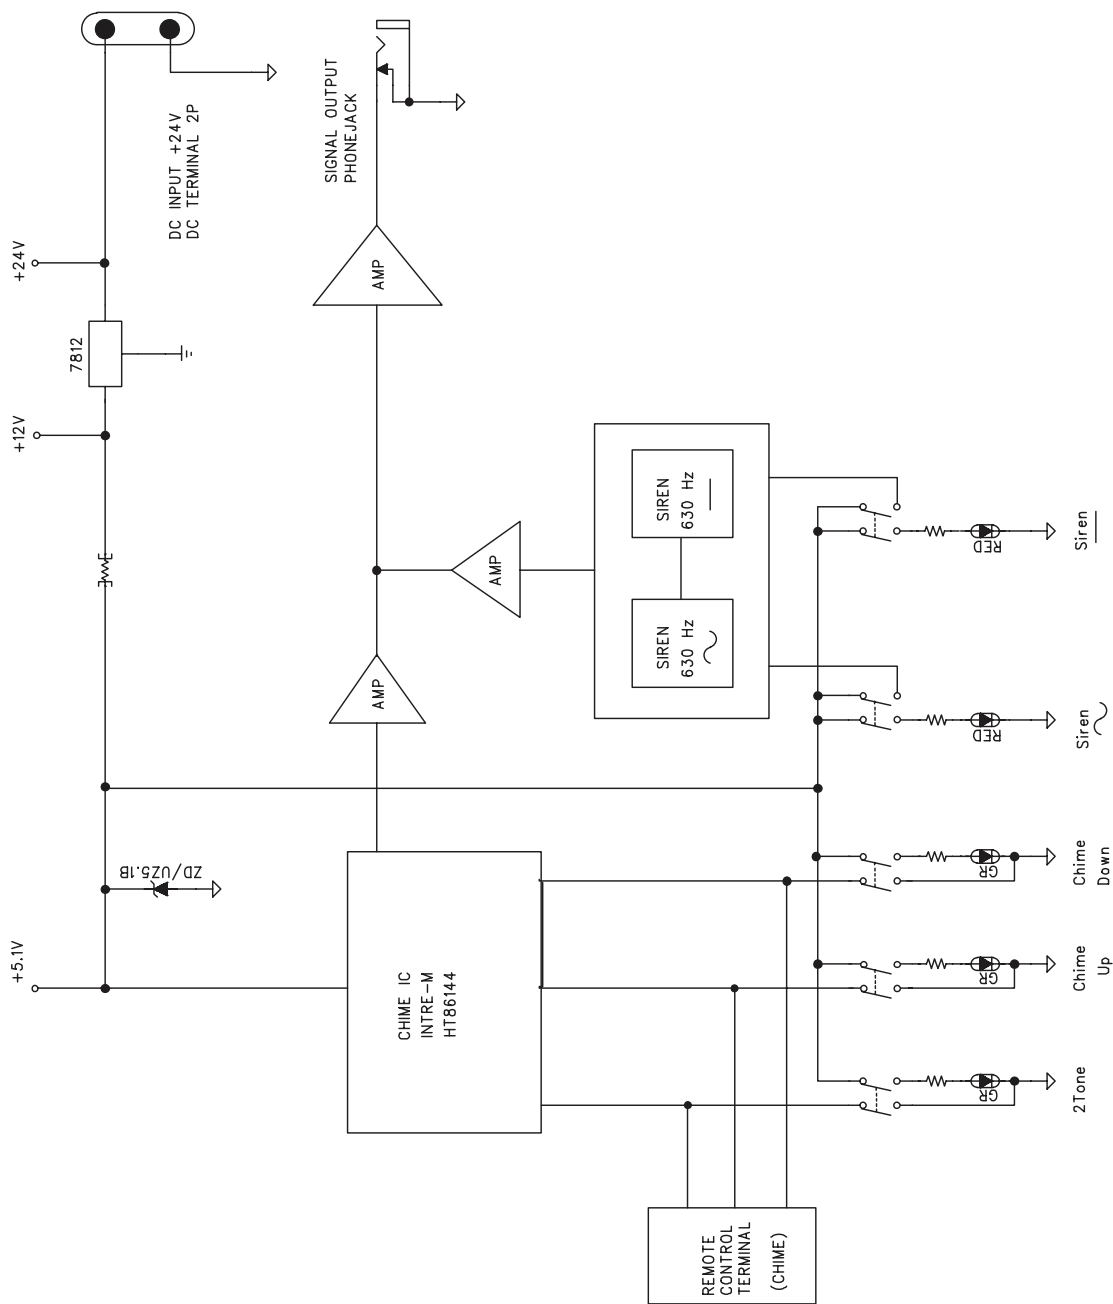 +24V
+12V
+5.1V
7812
DC INPUT +24V
DC TERMINAL 2P
ZD/UZ5.1B
SIGNAL OUTPUT
PHONEJACK
AMP
AMP
AMP
CHIME IC
INTRE-M
HT86144
SIREN
630 Hz
SIREN
630 Hz
REMOTE
CONTROL
TERMINAL
(CHIME)
GR
GR
GR
RED
RED
2Tone
Chime
Up
Chime
Down
Siren
Siren